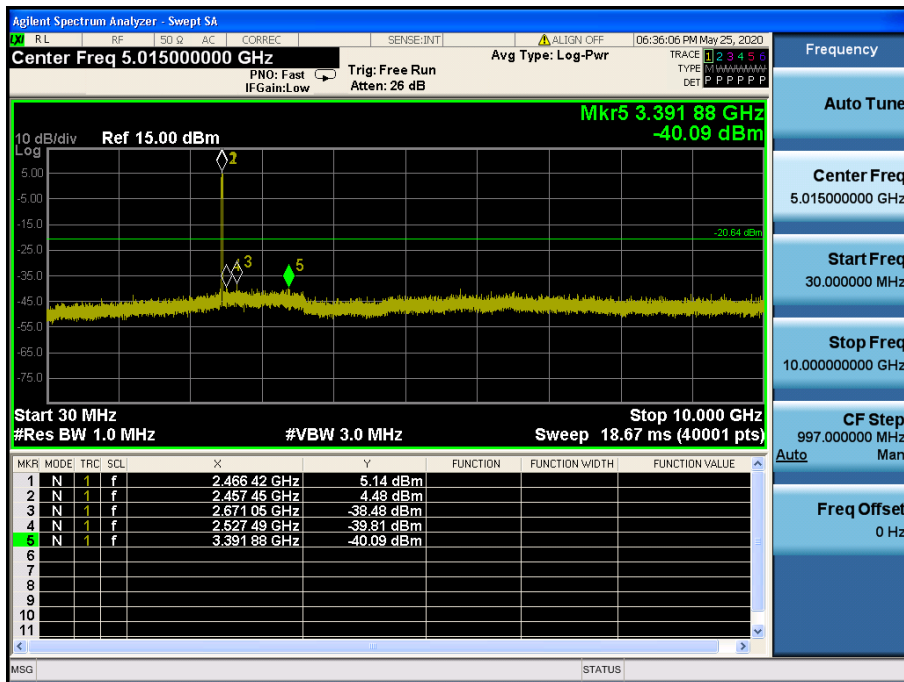 Agilent Spectrum Analyzer - Swept SA
LXI RL RF 50 Ω AC CORREC SENSE:INT ALIGN OFF 06:36:06 PM May 25, 2020
Center Freq 5.015000000 GHz
PNO: Fast
IFGain:Low
Trig: Free Run
Atten: 26 dB
Avg Type: Log-Pwr
TRACE 1 2 3 4 5 6
TYPE M WWWWW
DET P P P P P P
Mkr5 3.391 88 GHz
-40.09 dBm
10 dB/div Ref 15.00 dBm
Log
5.00
-5.00
-15.0
-25.0
-35.0
-45.0
-55.0
-65.0
-75.0
2
-20.64 dBm
4 3 5
Start 30 MHz Stop 10.000 GHz
#Res BW 1.0 MHz #VBW 3.0 MHz Sweep 18.67 ms (40001 pts)
MKR MODE TRC SCL X Y FUNCTION FUNCTION WIDTH FUNCTION VALUE
1 N 1 f 2.466 42 GHz 5.14 dBm
2 N 1 f 2.457 45 GHz 4.48 dBm
3 N 1 f 2.671 05 GHz -38.48 dBm
4 N 1 f 2.527 49 GHz -39.81 dBm
5 N 1 f 3.391 88 GHz -40.09 dBm
6
7
8
9
10
11
MSG STATUS
Frequency
Auto Tune
Center Freq
5.015000000 GHz
Start Freq
30.000000 MHz
Stop Freq
10.000000000 GHz
CF Step
997.000000 MHz
Auto Man
Freq Offset
0 Hz